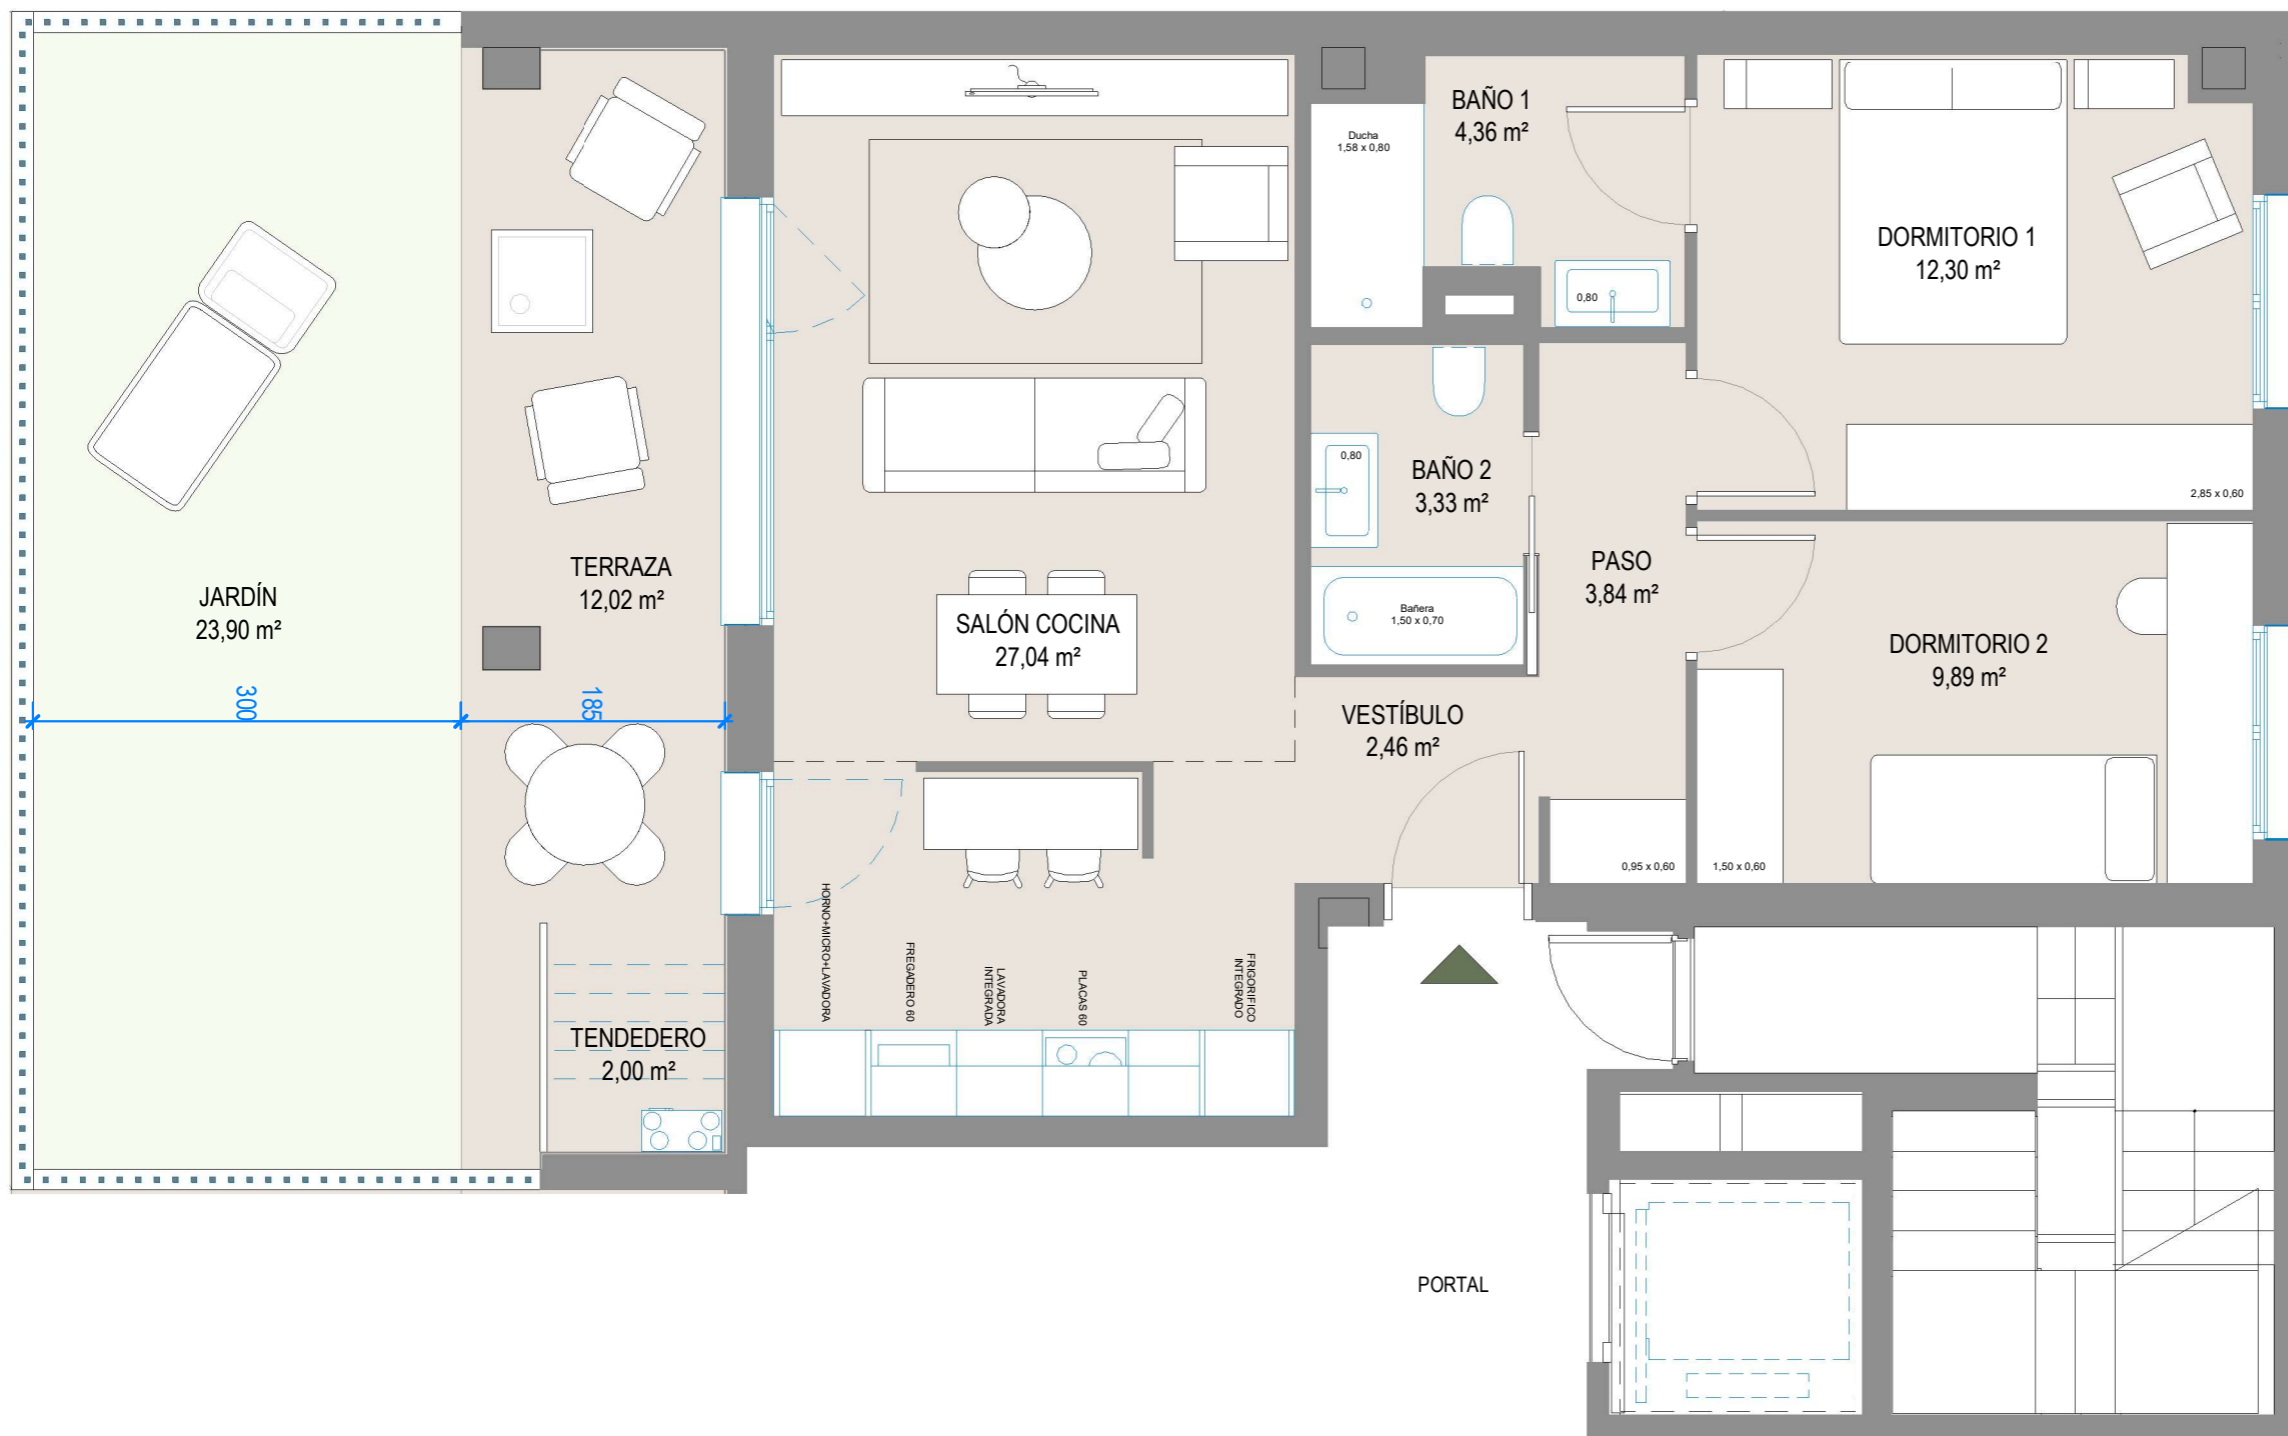 BAÑO 1
4,36 m²
Ducha
1,58 x 0,80
DORMITORIO 1
12,30 m²
0,80
0,80
BAÑO 2
3,33 m²
2,85 x 0,60
TERRAZA
12,02 m²
PASO
3,84 m²
JARDÍN
23,90 m²
SALÓN COCINA
27,04 m²
Bañera
1,50 x 0,70
DORMITORIO 2
9,89 m²
300
185
VESTÍBULO
2,46 m²
0,95 x 0,60
1,50 x 0,60
HORNO+MICRO+LAVADORA
FREGADERO 60
LAVADORA
INTEGRADA
PLACAS 60
FRIGORIFICO
INTEGRADO
TENDEDERO
2,00 m²
PORTAL